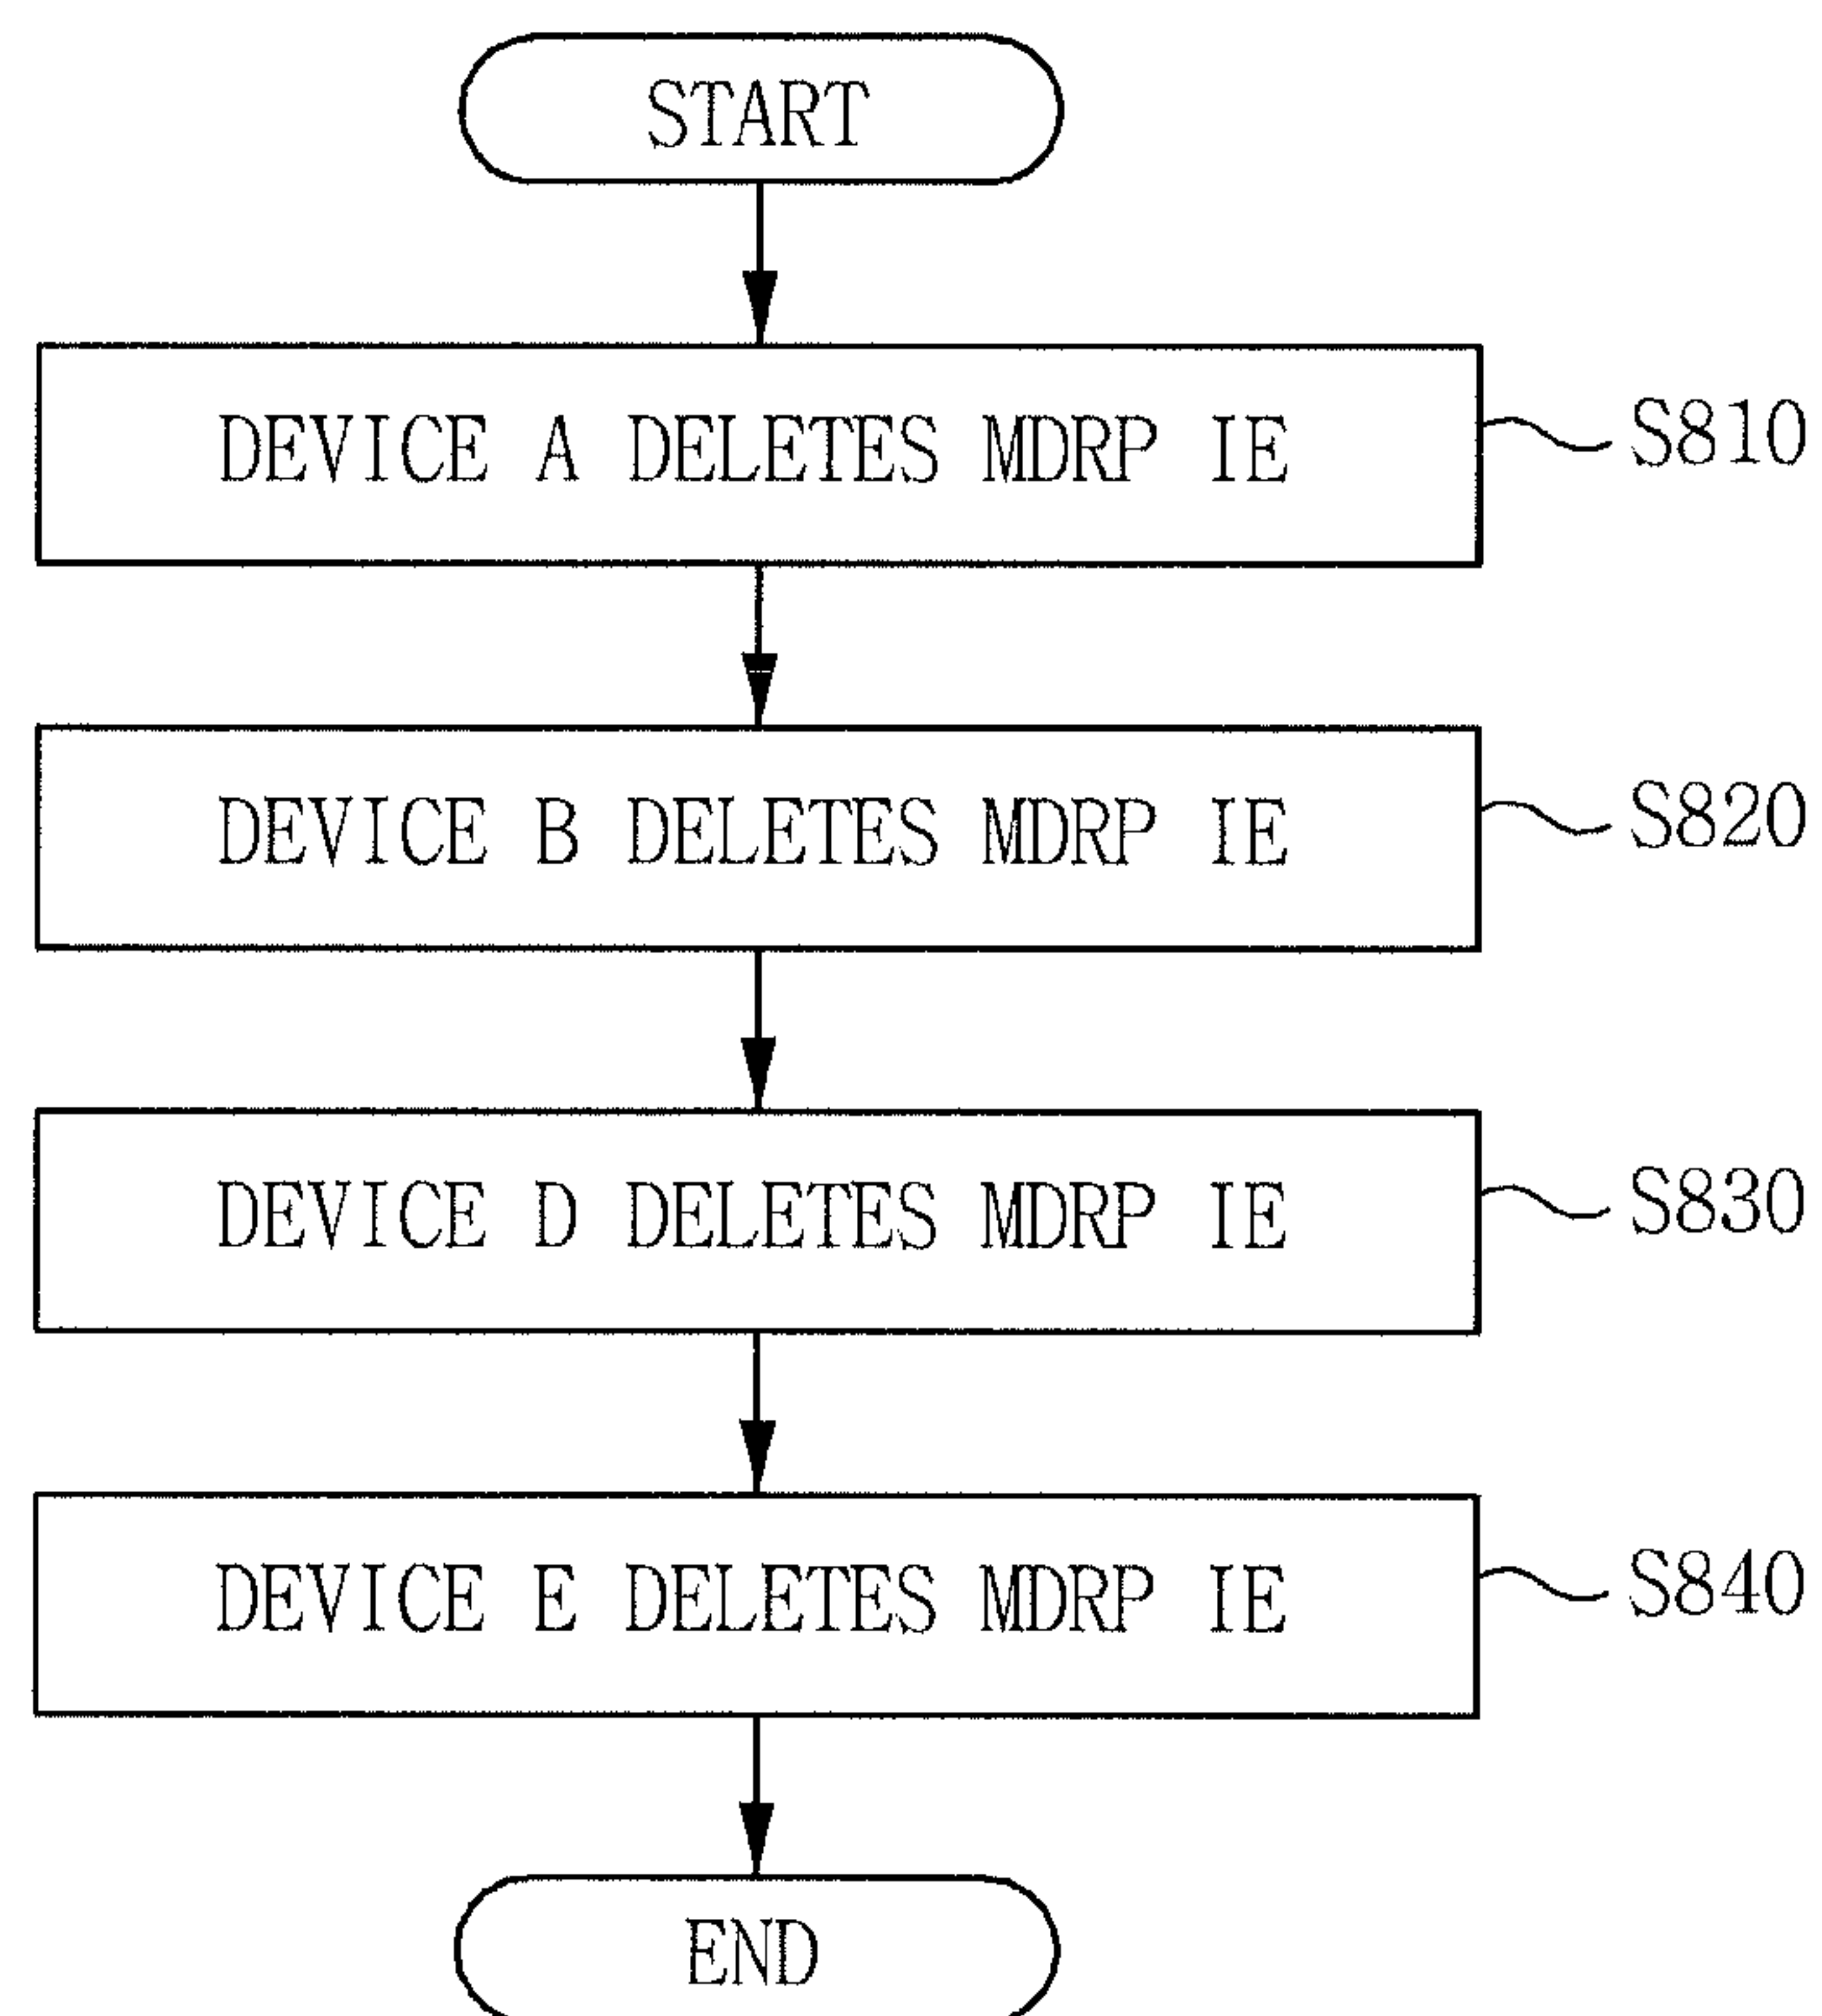 START
DEVICE A DELETES MDRP IE
S810
DEVICE B DELETES MDRP IE
S820
DEVICE D DELETES MDRP IE
S830
DEVICE E DELETES MDRP IE
S840
END